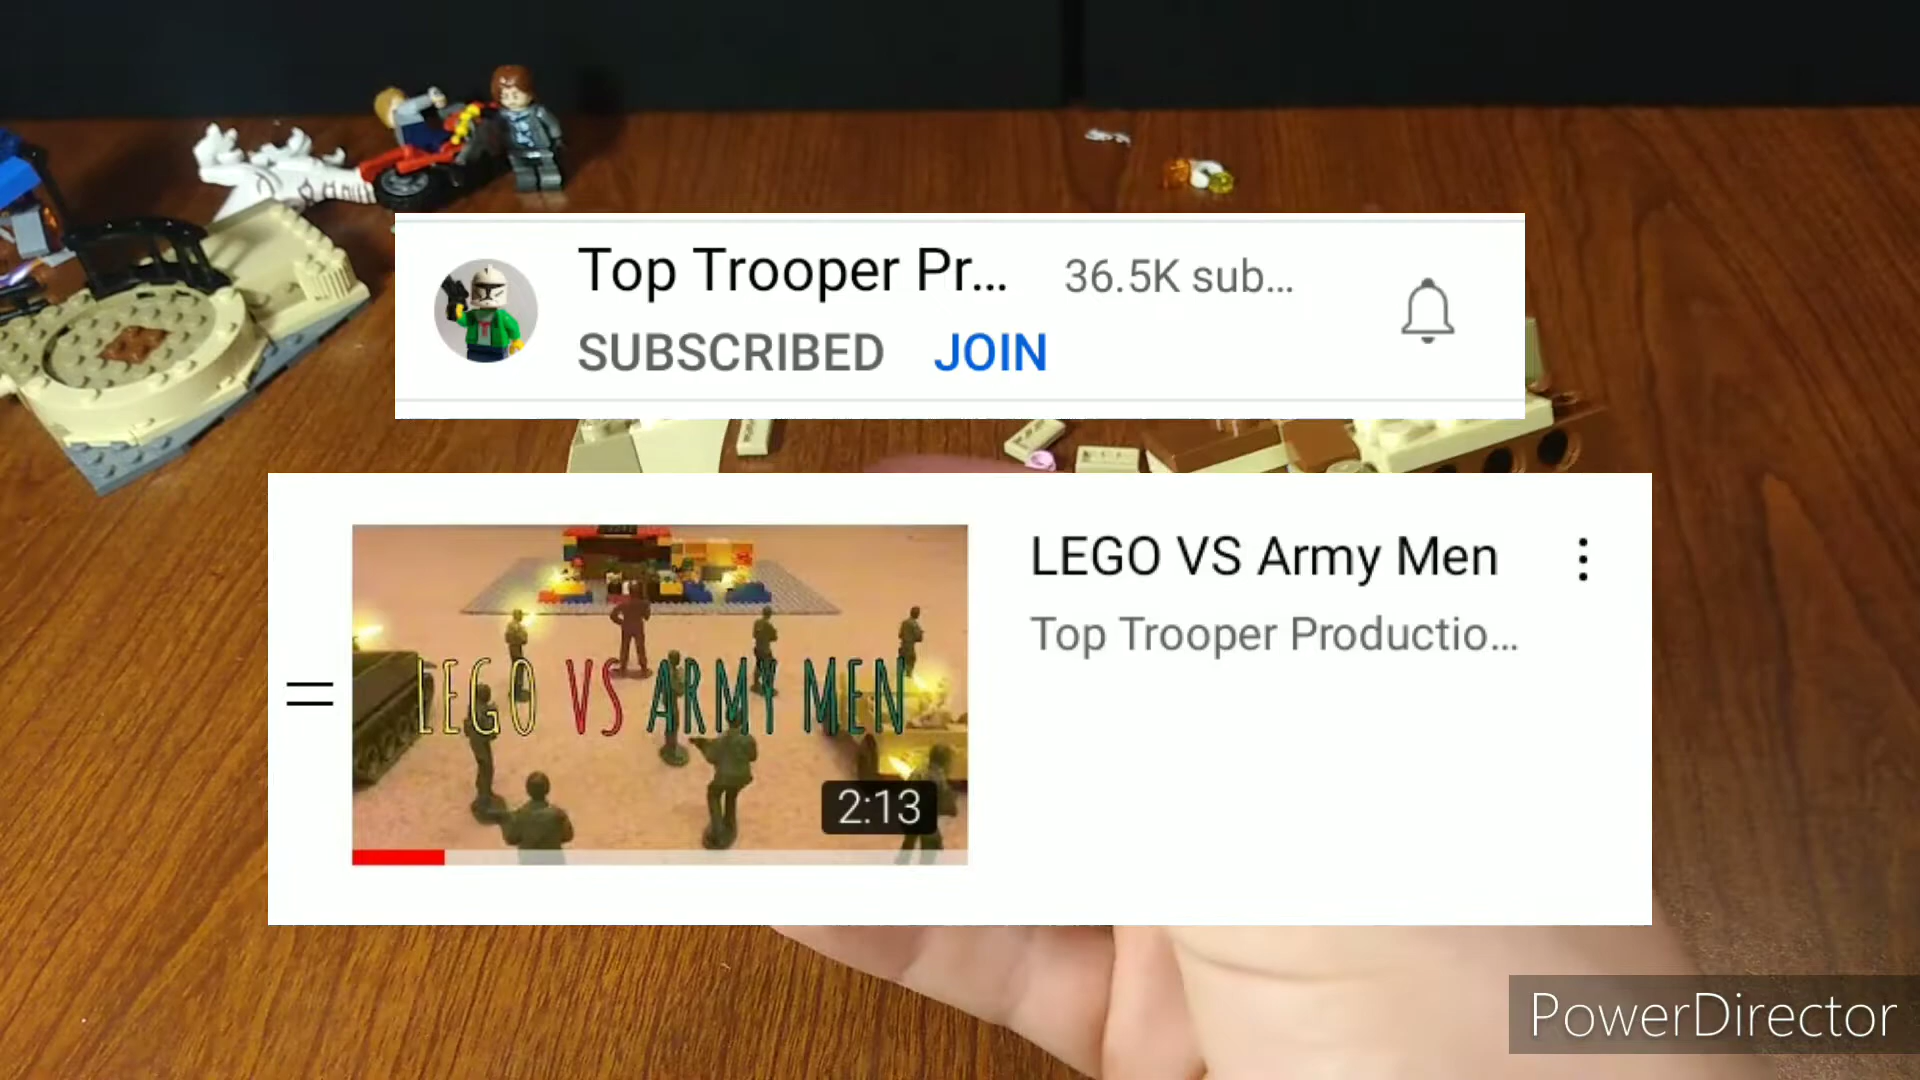 Top Trooper Pr... 36.5K sub...
SUBSCRIBED JOIN
LEGO VS Army Men
Top Trooper Productio...
LEGO VS ARMY MEN
2:13
PowerDirector